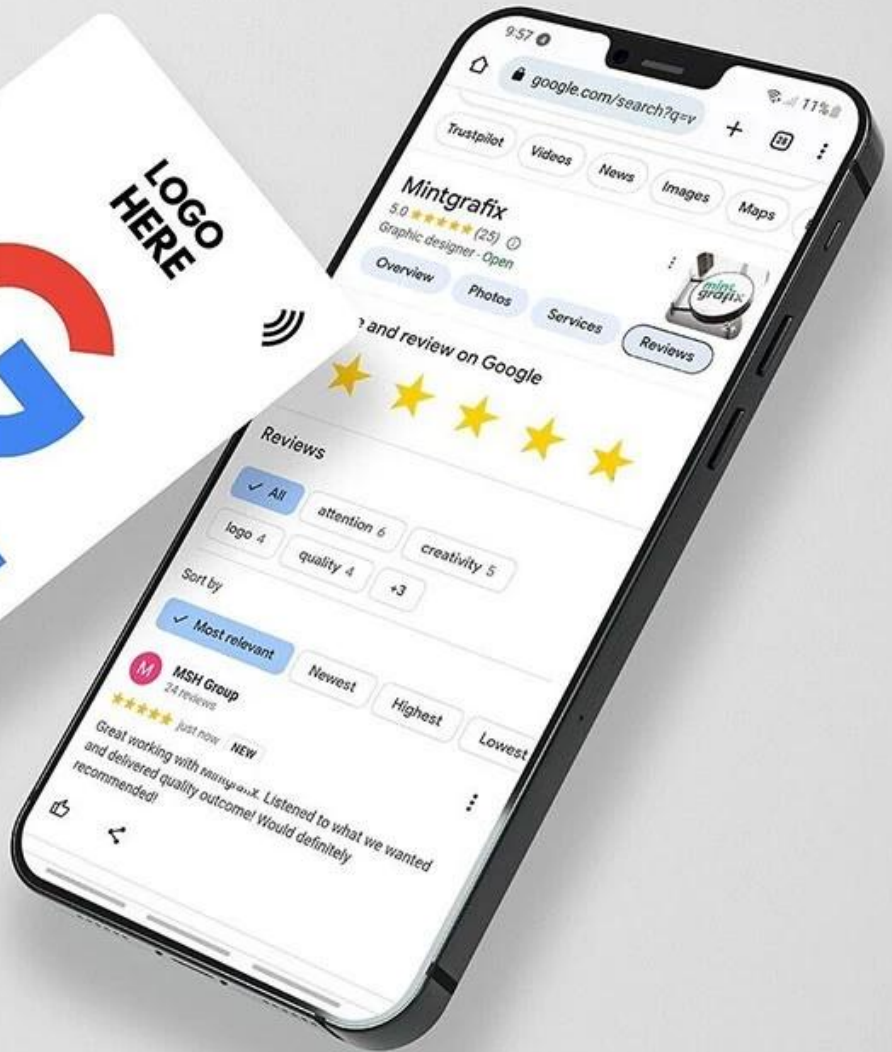 LOGO
HERE
9:57
11%
google.com/search?q=v
28
Trustpilot Videos News Images Maps
Mintgrafix
5.0 (25)
Graphic designer · Open
mint
grafix
Overview Photos Services Reviews
and review on Google
Reviews
All attention 6 creativity 5
logo 4 quality 4 +3
Sort by
Most relevant Newest Highest Lowest
M MSH Group
24 reviews
just now NEW
Great working with Mintgrafix. Listened to what we wanted
and delivered quality outcome! Would definitely
recommended!